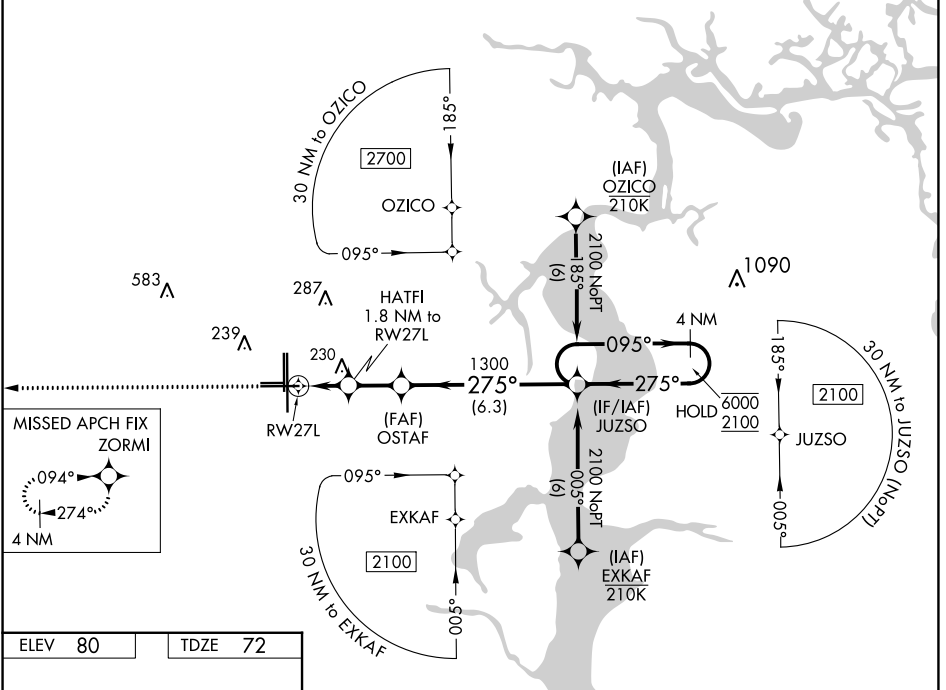 30 NM to OZICO
185°
2700
OZICO
095°
(IAF)
OZICO
210K
2100 NoPT
185°
(6)
1090
583
287
HATFI
1.8 NM to
RW27L
239
230
4 NM
095°
1300
275°
(6.3)
275°
HOLD
6000
2100
(IF/IAF)
JUZSO
(FAF)
OSTAF
RW27L
185°
30 NM to JUZSO (NoPT)
2100
JUZSO
005°
MISSED APCH FIX
ZORMI
094°
274°
4 NM
095°
EXKAF
2100
30 NM to EXKAF
005°
2100 NoPT
005°
(6)
(IAF)
EXKAF
210K
ELEV 80
TDZE 72